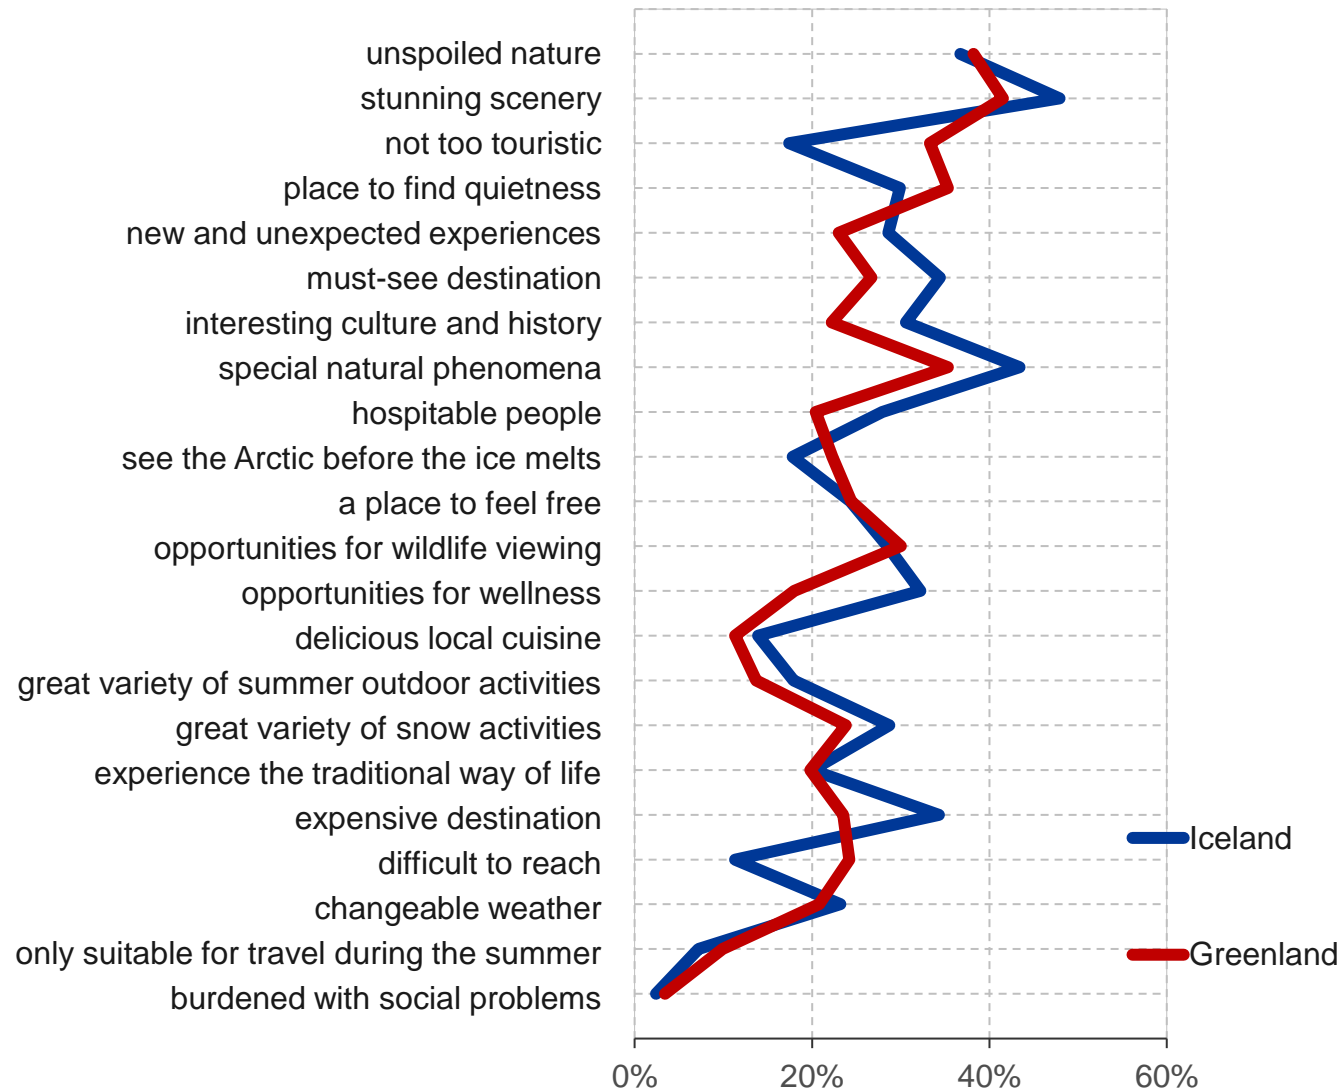 unspoiled nature
stunning scenery
not too touristic
place to find quietness
new and unexpected experiences
must-see destination
interesting culture and history
special natural phenomena
hospitable people
see the Arctic before the ice melts
a place to feel free
opportunities for wildlife viewing
opportunities for wellness
delicious local cuisine
great variety of summer outdoor activities
great variety of snow activities
experience the traditional way of life
expensive destination
Iceland
difficult to reach
changeable weather
only suitable for travel during the summer
Greenland
burdened with social problems
0% 20% 40% 60%